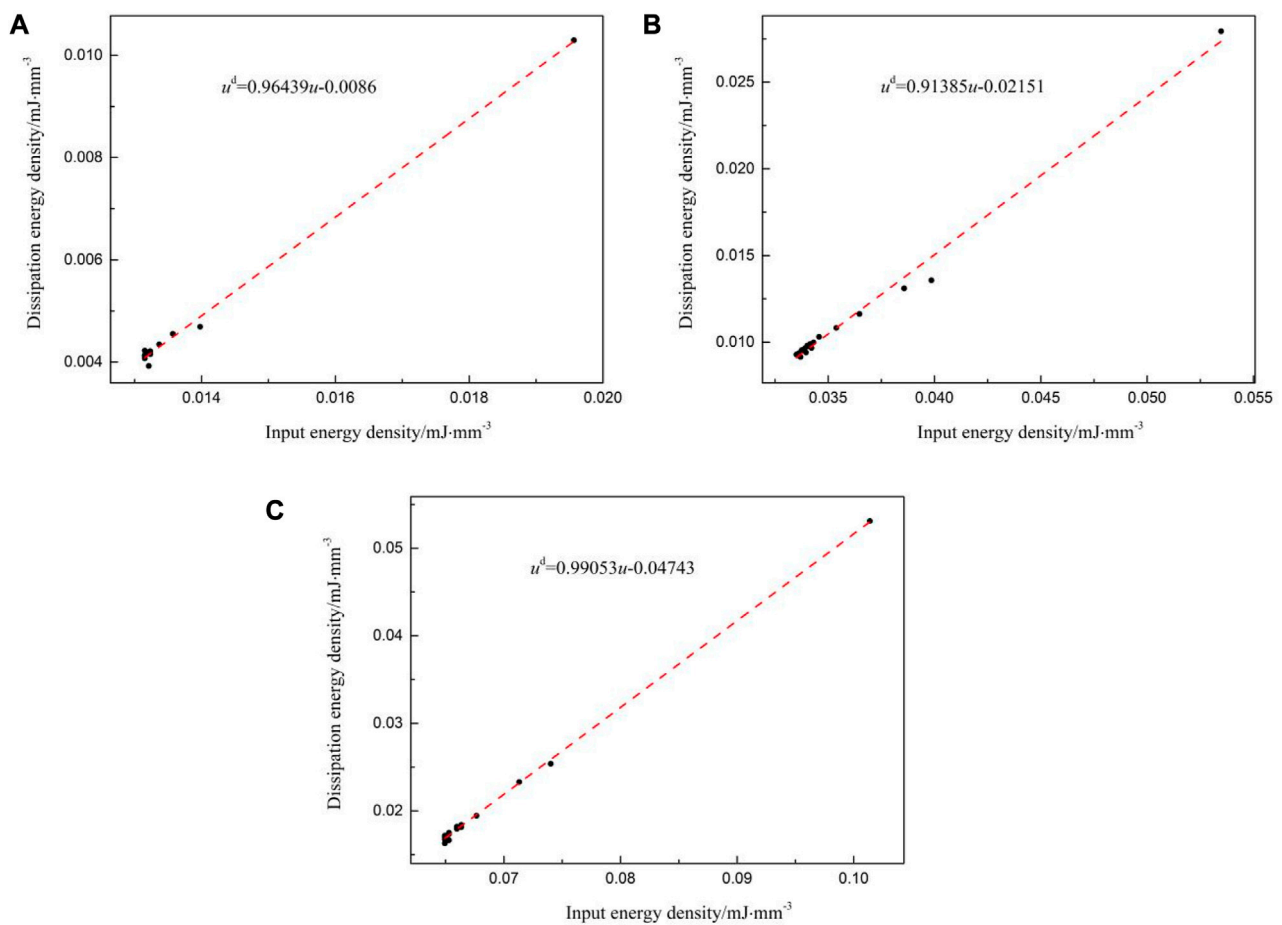 A
0.010
0.008
0.006
0.004
Dissipation energy density/mJ·mm⁻³
uᵈ=0.96439u-0.0086
0.014 0.016 0.018 0.020
Input energy density/mJ·mm⁻³
B
0.025
0.020
0.015
0.010
Dissipation energy density/mJ·mm⁻³
uᵈ=0.91385u-0.02151
0.035 0.040 0.045 0.050 0.055
Input energy density/mJ·mm⁻³
C
0.05
0.04
0.03
0.02
Dissipation energy density/mJ·mm⁻³
uᵈ=0.99053u-0.04743
0.07 0.08 0.09 0.10
Input energy density/mJ·mm⁻³